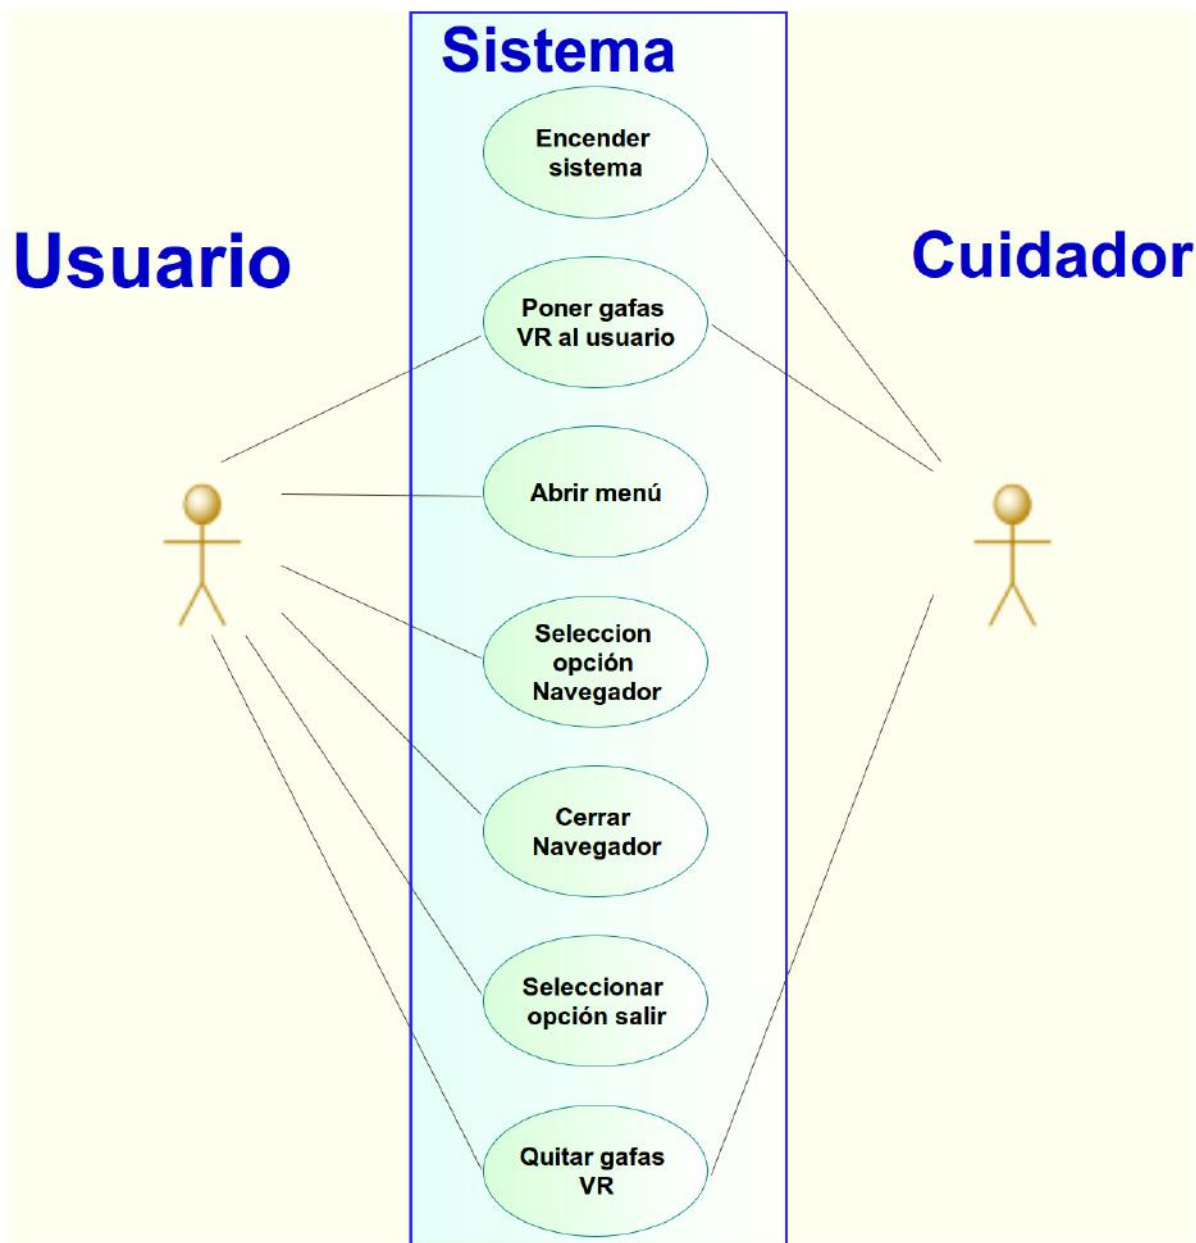 Sistema
Usuario
Cuidador
Encender
sistema
Poner gafas
VR al usuario
Abrir menú
Seleccion
opción
Navegador
Cerrar
Navegador
Seleccionar
opción salir
Quitar gafas
VR